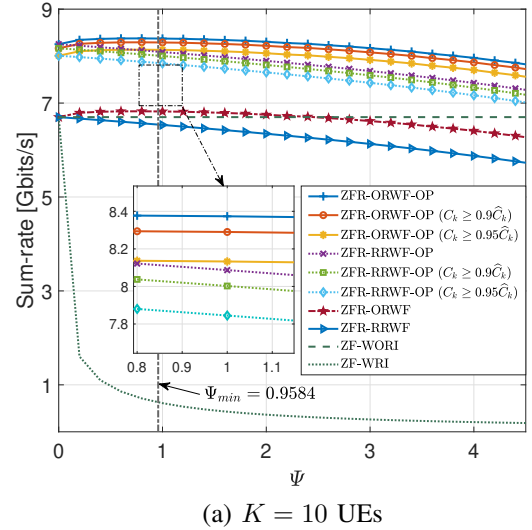 9
7
5
3
1
Sum-rate [Gbits/s]
ZFR-ORWF-OP
ZFR-ORWF-OP (C_k ≥ 0.9Ĉ_k)
ZFR-ORWF-OP (C_k ≥ 0.95Ĉ_k)
ZFR-RRWF-OP
ZFR-RRWF-OP (C_k ≥ 0.9Ĉ_k)
ZFR-RRWF-OP (C_k ≥ 0.95Ĉ_k)
ZFR-ORWF
ZFR-RRWF
ZF-WORI
ZF-WRI
8.4
8.2
8
7.8
0.8 0.9 1 1.1
Ψ_min = 0.9584
0 1 2 3 4
Ψ
(a) K = 10 UEs